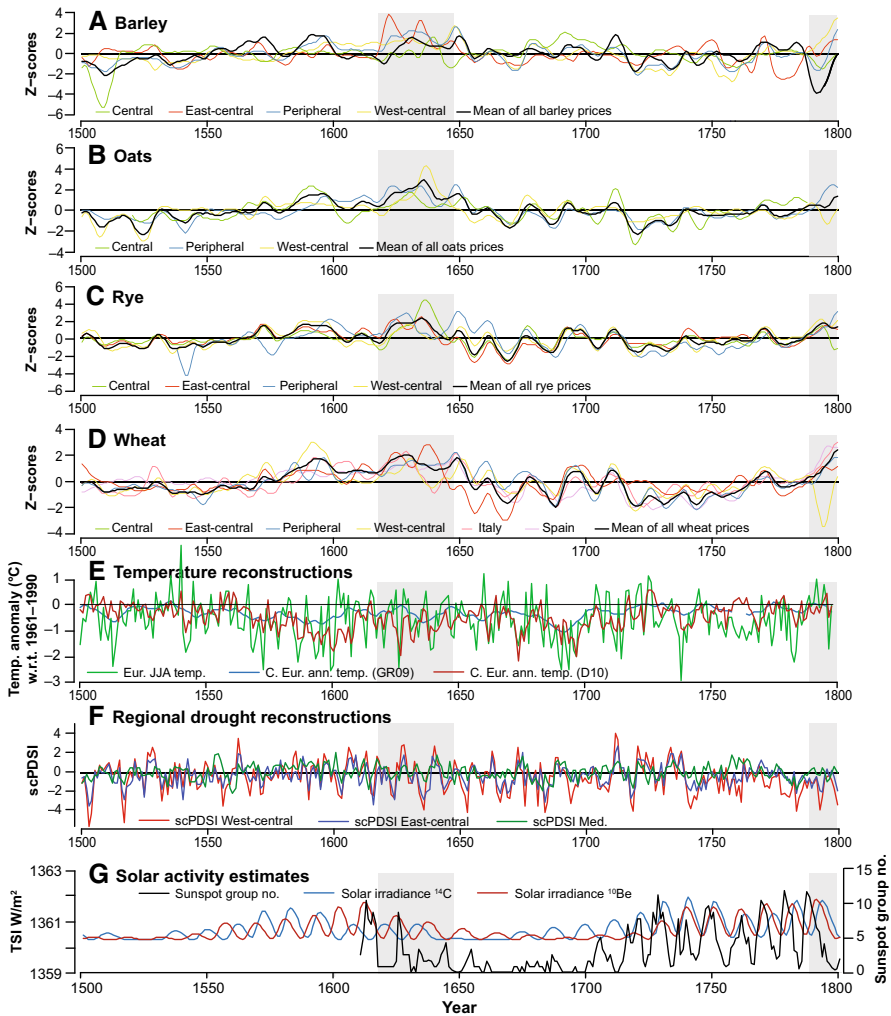 A Barley
Z-scores
4
2
0
−2
−4
−6
Central East-central Peripheral West-central Mean of all barley prices
1500 1550 1600 1650 1700 1750 1800
B Oats
Z-scores
4
2
0
−2
−4
Central Peripheral West-central Mean of all oats prices
1500 1550 1600 1650 1700 1750 1800
C Rye
Z-scores
6
4
2
0
−2
−4
−6
Central East-central Peripheral West-central Mean of all rye prices
1500 1550 1600 1650 1700 1750 1800
D Wheat
Z-scores
4
2
0
−2
−4
Central East-central Peripheral West-central Italy Spain Mean of all wheat prices
1500 1550 1600 1650 1700 1750 1800
E Temperature reconstructions
Temp. anomaly (°C)
w.r.t. 1961–1990
1
0
−1
−2
−3
Eur. JJA temp. C. Eur. ann. temp. (GR09) C. Eur. ann. temp. (D10)
1500 1550 1600 1650 1700 1750 1800
F Regional drought reconstructions
scPDSI
4
2
0
−2
−4
scPDSI West-central scPDSI East-central scPDSI Med.
1500 1550 1600 1650 1700 1750 1800
G Solar activity estimates
Sunspot group no. Solar irradiance ¹⁴C Solar irradiance ¹⁰Be
TSI W/m²
1363
1361
1359
15
10
5
0
Sunspot group no.
1500 1550 1600 1650 1700 1750 1800
Year